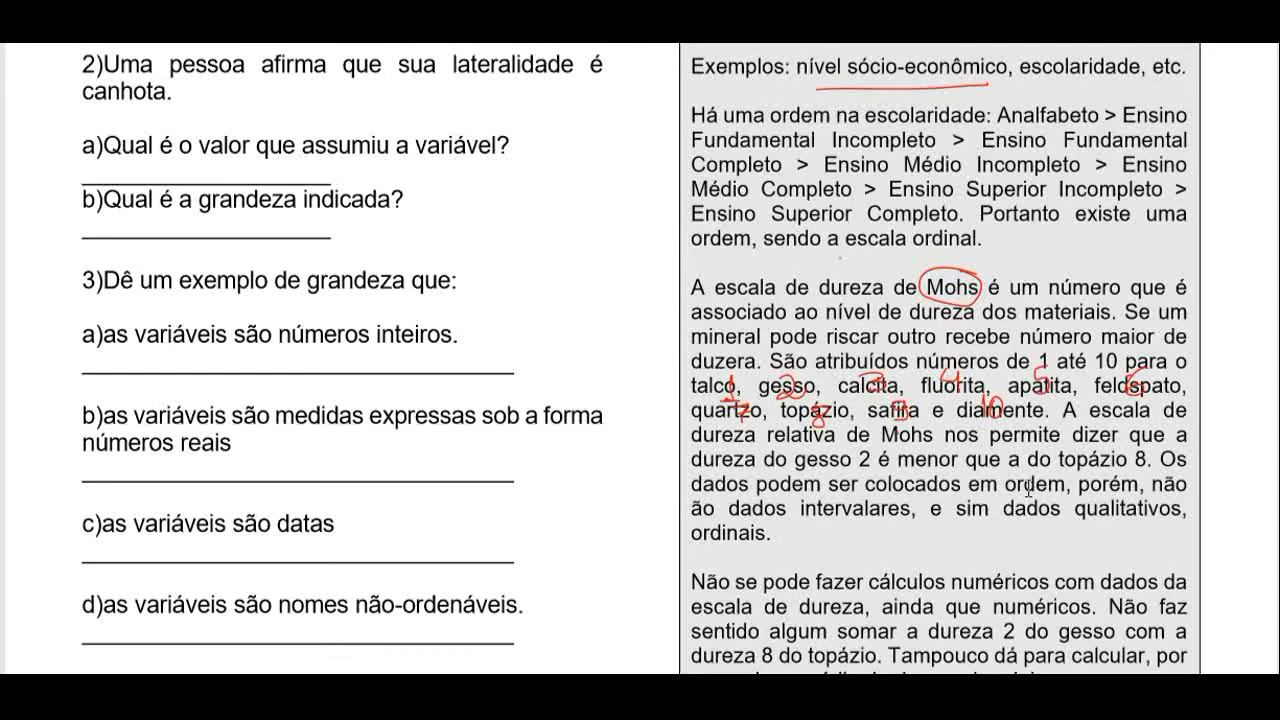 2)Uma pessoa afirma que sua lateralidade é
canhota.
a)Qual é o valor que assumiu a variável?
b)Qual é a grandeza indicada?
3)Dê um exemplo de grandeza que:
a)as variáveis são números inteiros.
b)as variáveis são medidas expressas sob a forma
números reais
c)as variáveis são datas
d)as variáveis são nomes não-ordenáveis.
Exemplos: nível sócio-econômico, escolaridade, etc.
Há uma ordem na escolaridade: Analfabeto > Ensino
Fundamental Incompleto > Ensino Fundamental
Completo > Ensino Médio Incompleto > Ensino
Médio Completo > Ensino Superior Incompleto >
Ensino Superior Completo. Portanto existe uma
ordem, sendo a escala ordinal.
A escala de dureza de Mohs é um número que é
associado ao nível de dureza dos materiais. Se um
mineral pode riscar outro recebe número maior de
duzera. São atribuídos números de 1 até 10 para o
talco, gesso, calcita, fluorita, apatita, feldspato,
1 2 3 4 5 6
quartzo, topázio, safira e diamente. A escala de
7 8 9 10
dureza relativa de Mohs nos permite dizer que a
dureza do gesso 2 é menor que a do topázio 8. Os
dados podem ser colocados em ordem, porém, não
ão dados intervalares, e sim dados qualitativos,
ordinais.
Não se pode fazer cálculos numéricos com dados da
escala de dureza, ainda que numéricos. Não faz
sentido algum somar a dureza 2 do gesso com a
dureza 8 do topázio. Tampouco dá para calcular, por